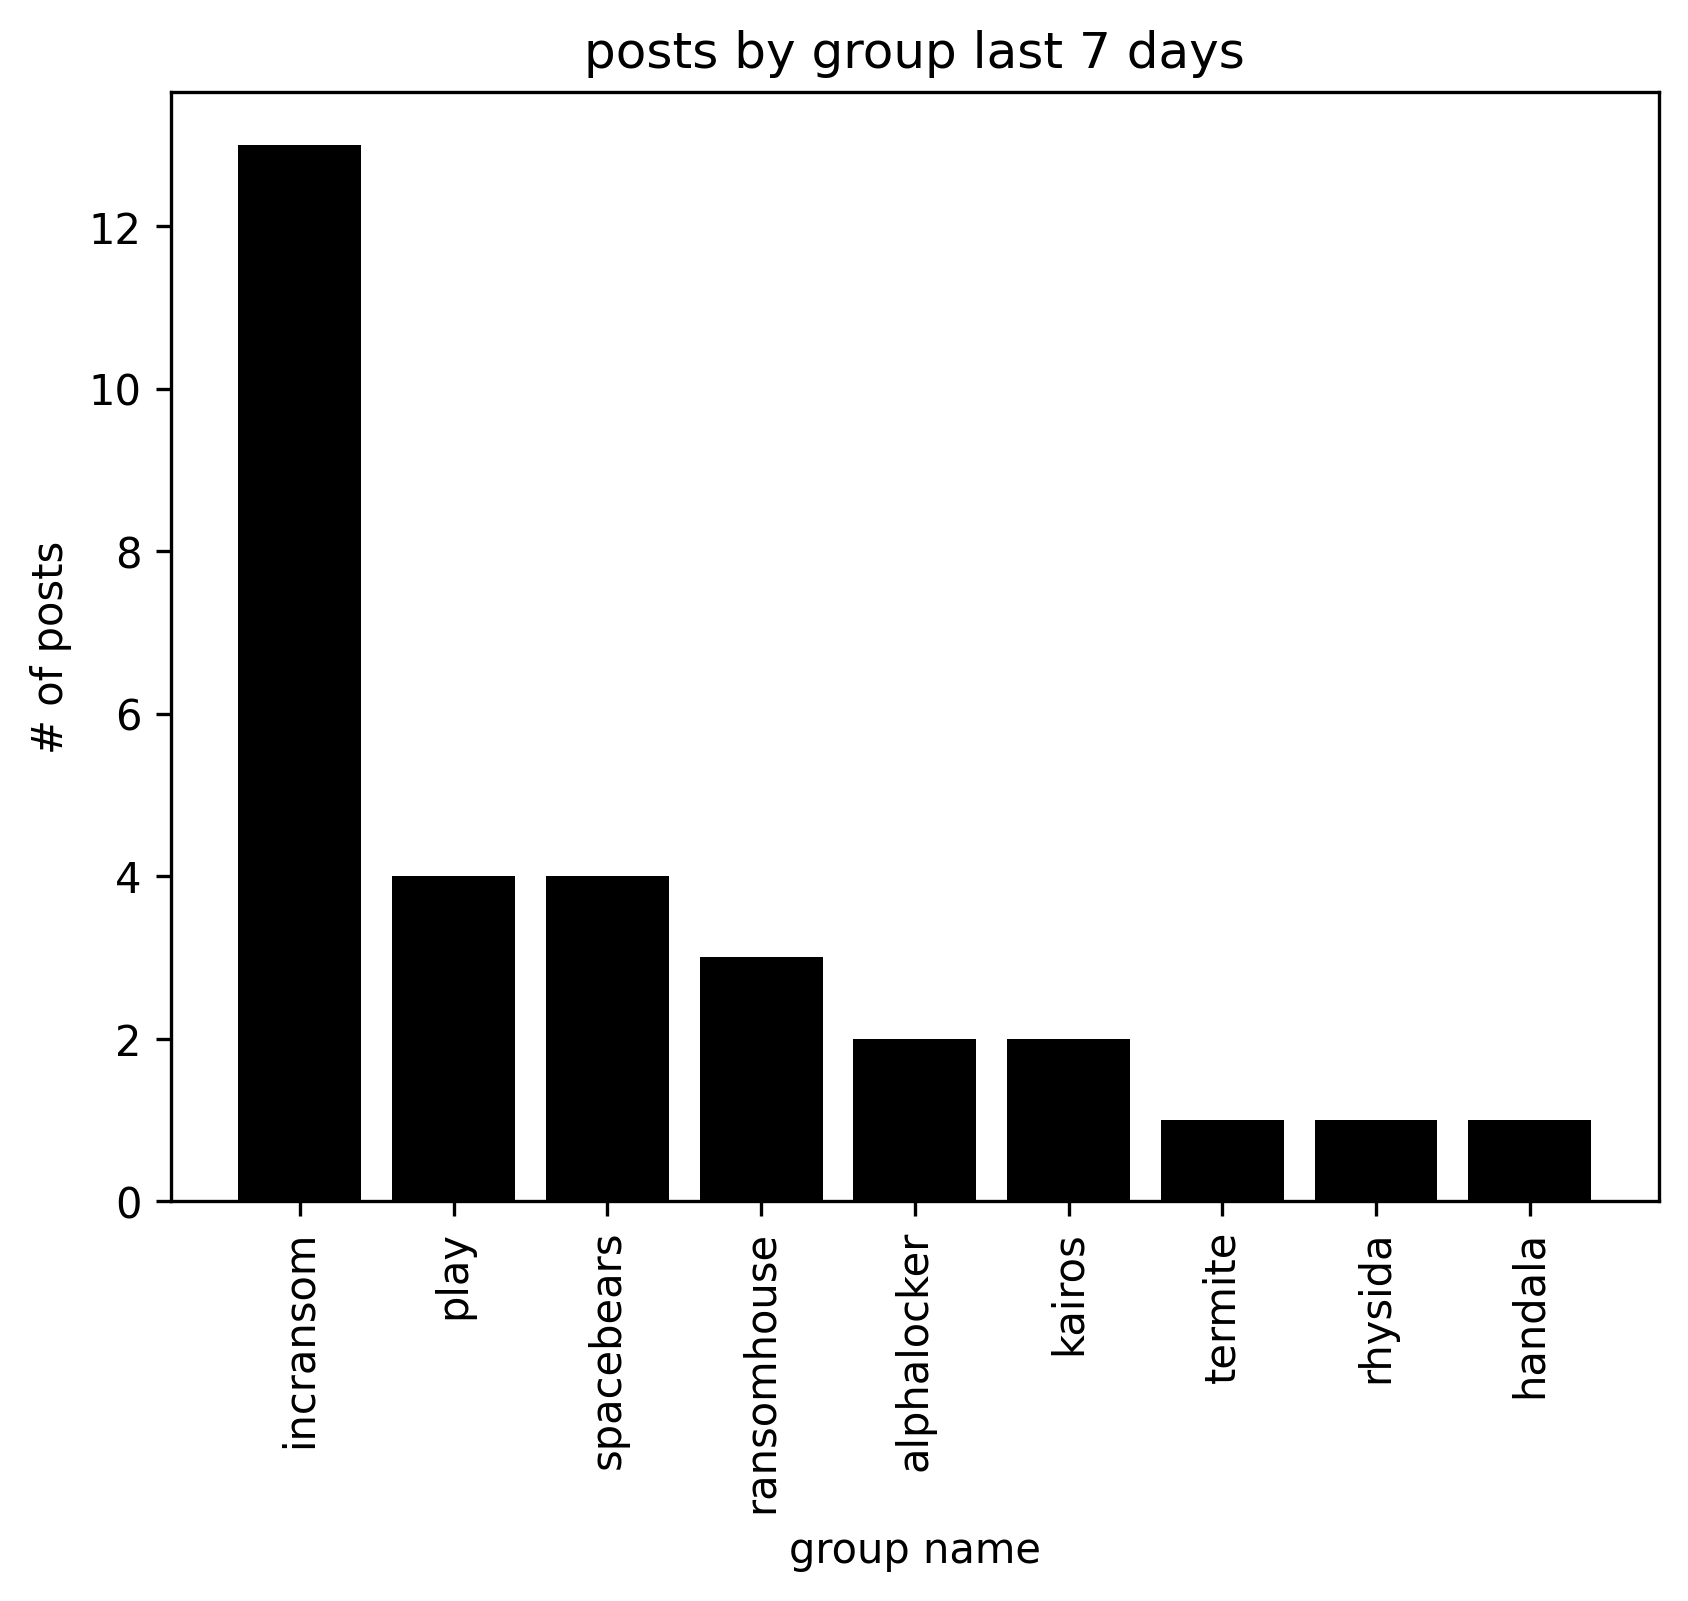 posts by group last 7 days
# of posts
12
10
8
6
4
2
0
incransom
play
spacebears
ransomhouse
alphalocker
kairos
termite
rhysida
handala
group name